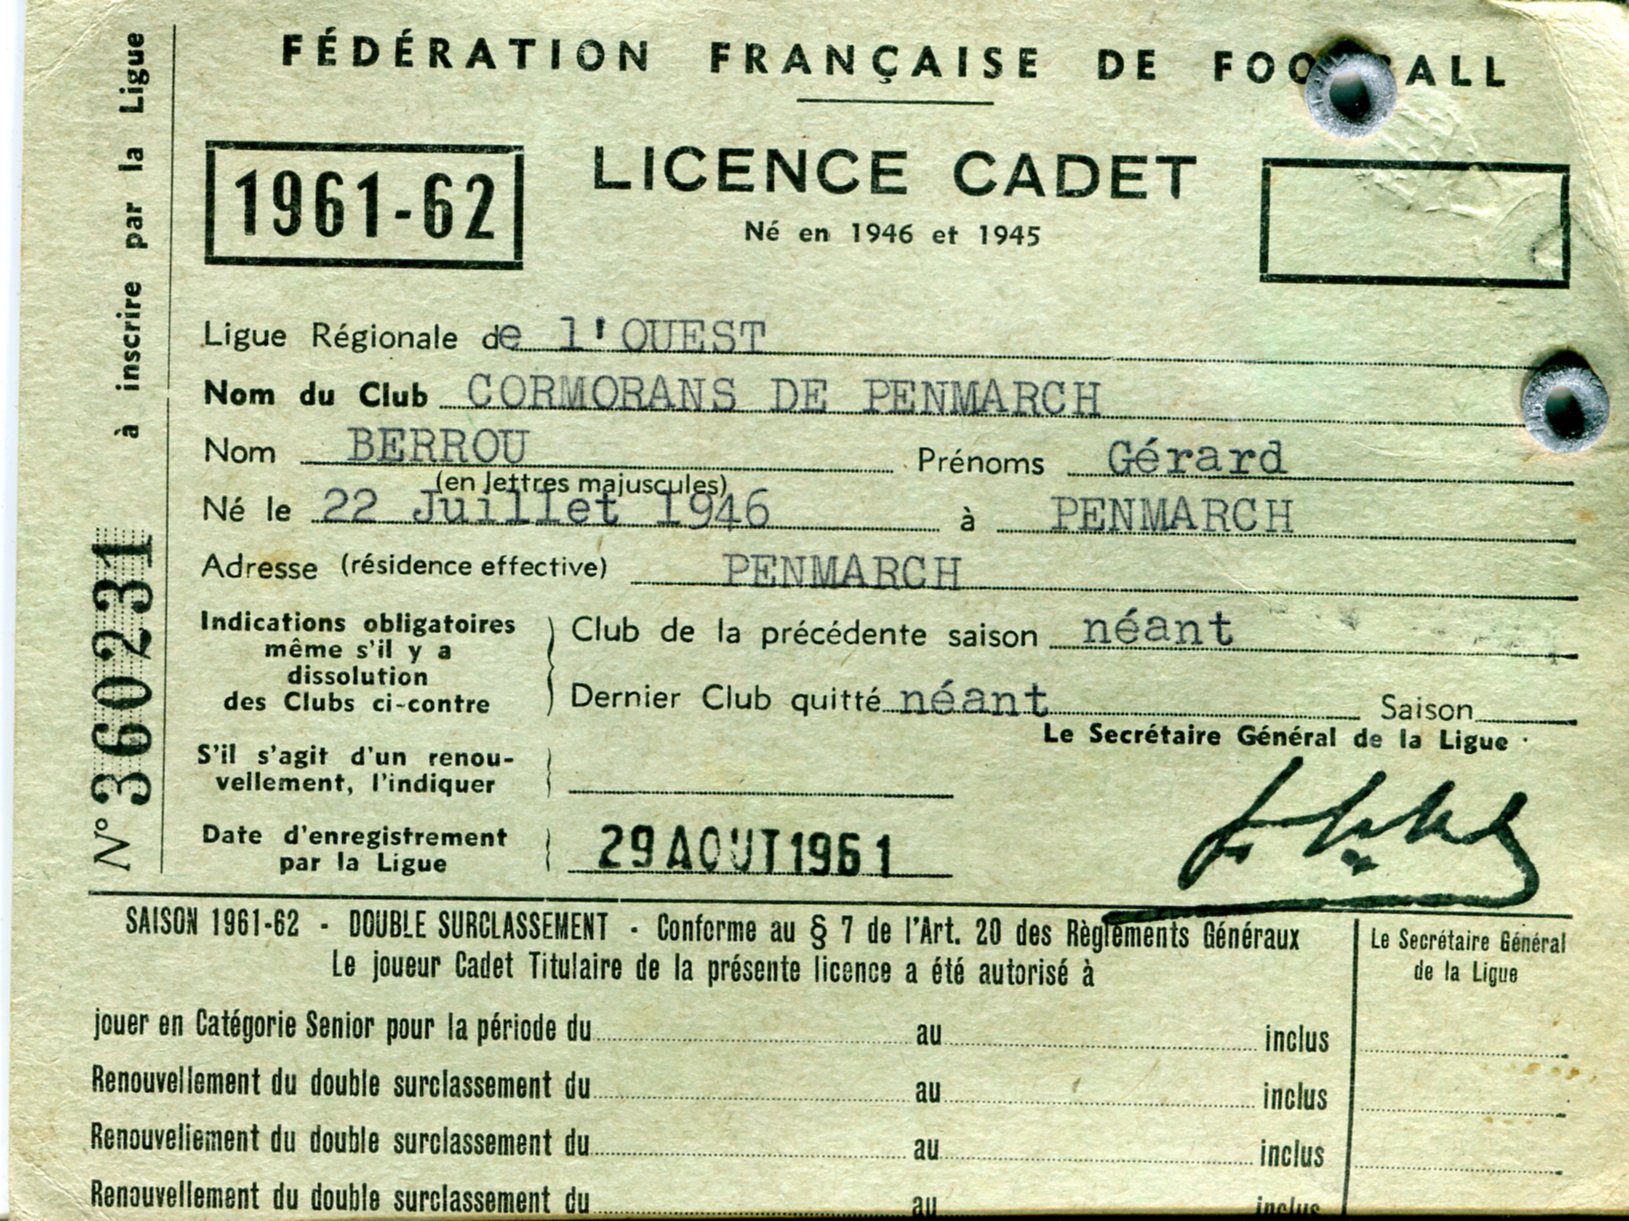 FÉDÉRATION FRANÇAISE DE FOO BALL
1961-62
LICENCE CADET
Né en 1946 et 1945
Ligue Régionale de l'OUEST
Nom du Club CORMORANS DE PENMARCH
Nom BERROU Prénoms Gérard
(en lettres majuscules)
Né le 22 Juillet 1946 à PENMARCH
Adresse (résidence effective) PENMARCH
Indications obligatoires
même s'il y a
dissolution
des Clubs ci-contre
Club de la précédente saison néant
Dernier Club quitté néant Saison
Le Secrétaire Général de la Ligue
S'il s'agit d'un renou-
vellement, l'indiquer
Date d'enregistrement
par la Ligue
29 AOUT 1961
N° 360231 à inscrire par la Ligue
SAISON 1961-62 - DOUBLE SURCLASSEMENT - Conforme au § 7 de l'Art. 20 des Règlements Généraux
Le joueur Cadet Titulaire de la présente licence a été autorisé à
Le Secrétaire Général
de la Ligue
jouer en Catégorie Senior pour la période du au inclus
Renouvellement du double surclassement du au inclus
Renouvellement du double surclassement du au inclus
Renouvellement du double surclassement du au inclus